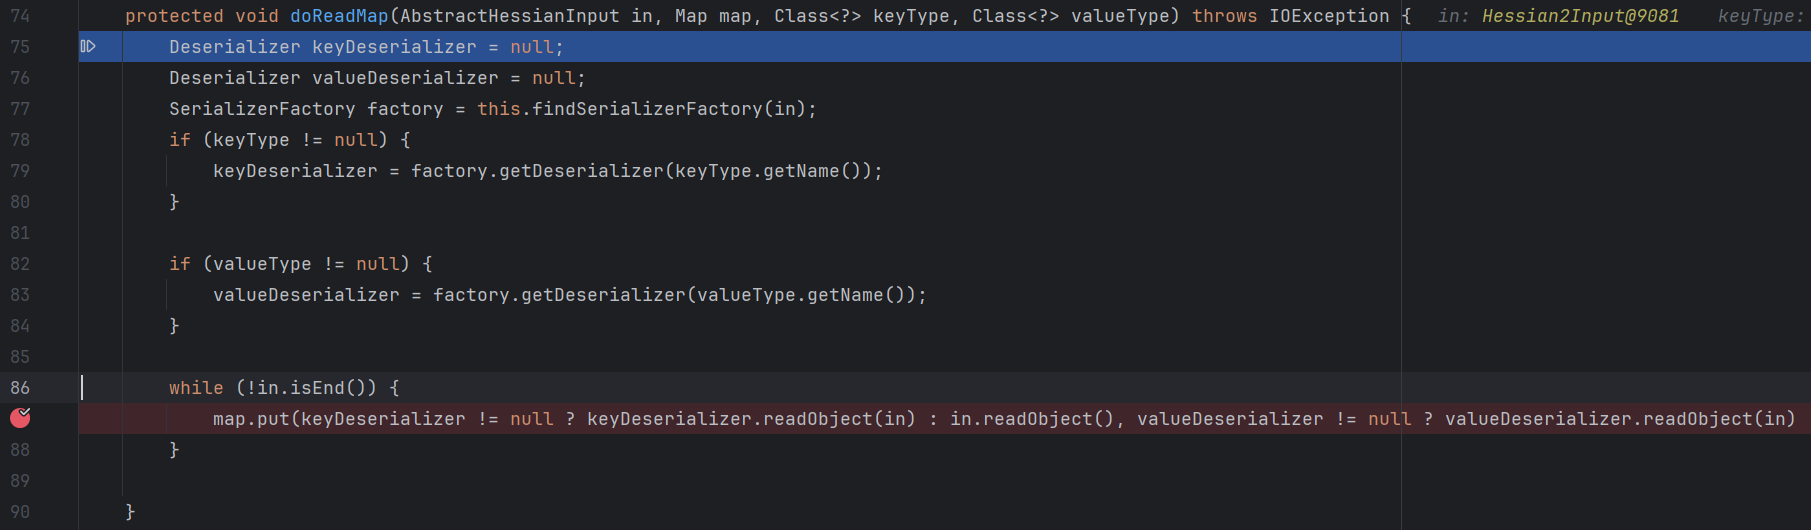 74 protected void doReadMap(AbstractHessianInput in, Map map, Class<?> keyType, Class<?> valueType) throws IOException { in: Hessian2Input@9081 keyType:
75 Deserializer keyDeserializer = null;
76 Deserializer valueDeserializer = null;
77 SerializerFactory factory = this.findSerializerFactory(in);
78 if (keyType != null) {
79 keyDeserializer = factory.getDeserializer(keyType.getName());
80 }
81
82 if (valueType != null) {
83 valueDeserializer = factory.getDeserializer(valueType.getName());
84 }
85
86 while (!in.isEnd()) {
map.put(keyDeserializer != null ? keyDeserializer.readObject(in) : in.readObject(), valueDeserializer != null ? valueDeserializer.readObject(in)
88 }
89
90 }